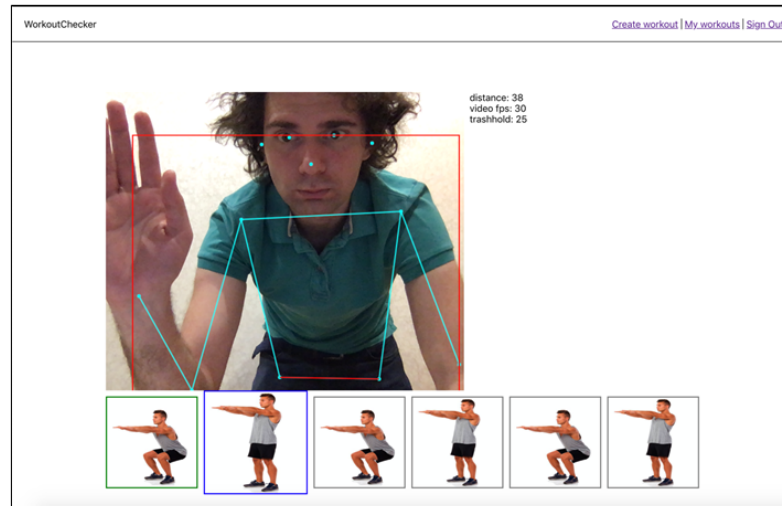 WorkoutChecker
Create workout | My workouts | Sign Out
distance: 38
video fps: 30
trashhold: 25